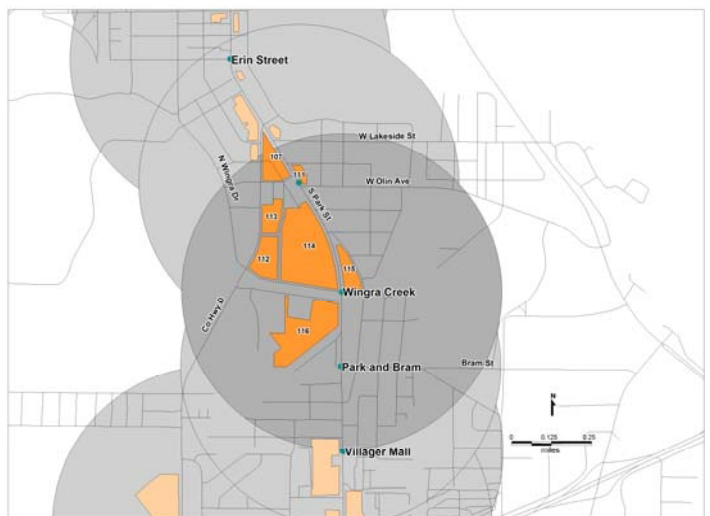 Erin Street
W Lakeside St
107
111
N Wingra Dr
W Olin Ave
S Park St
113
114
112
115
Wingra Creek
Co Hwy D
116
Park and Bram
Bram St
N
0 0.125 0.25
miles
Villager Mall